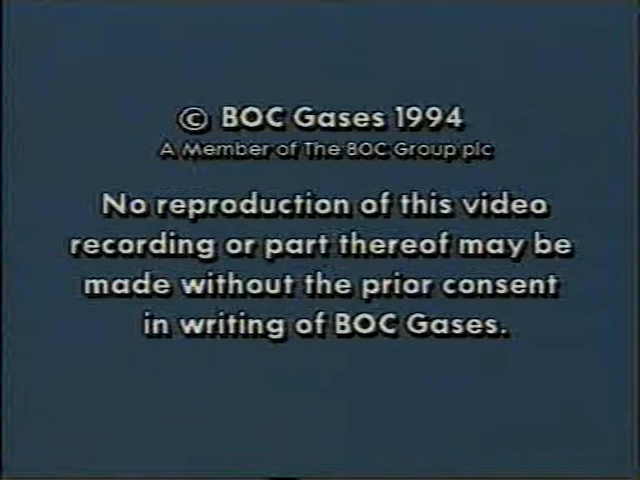 © BOC Gases 1994
A Member of The BOC Group plc
No reproduction of this video
recording or part thereof may be
made without the prior consent
in writing of BOC Gases.